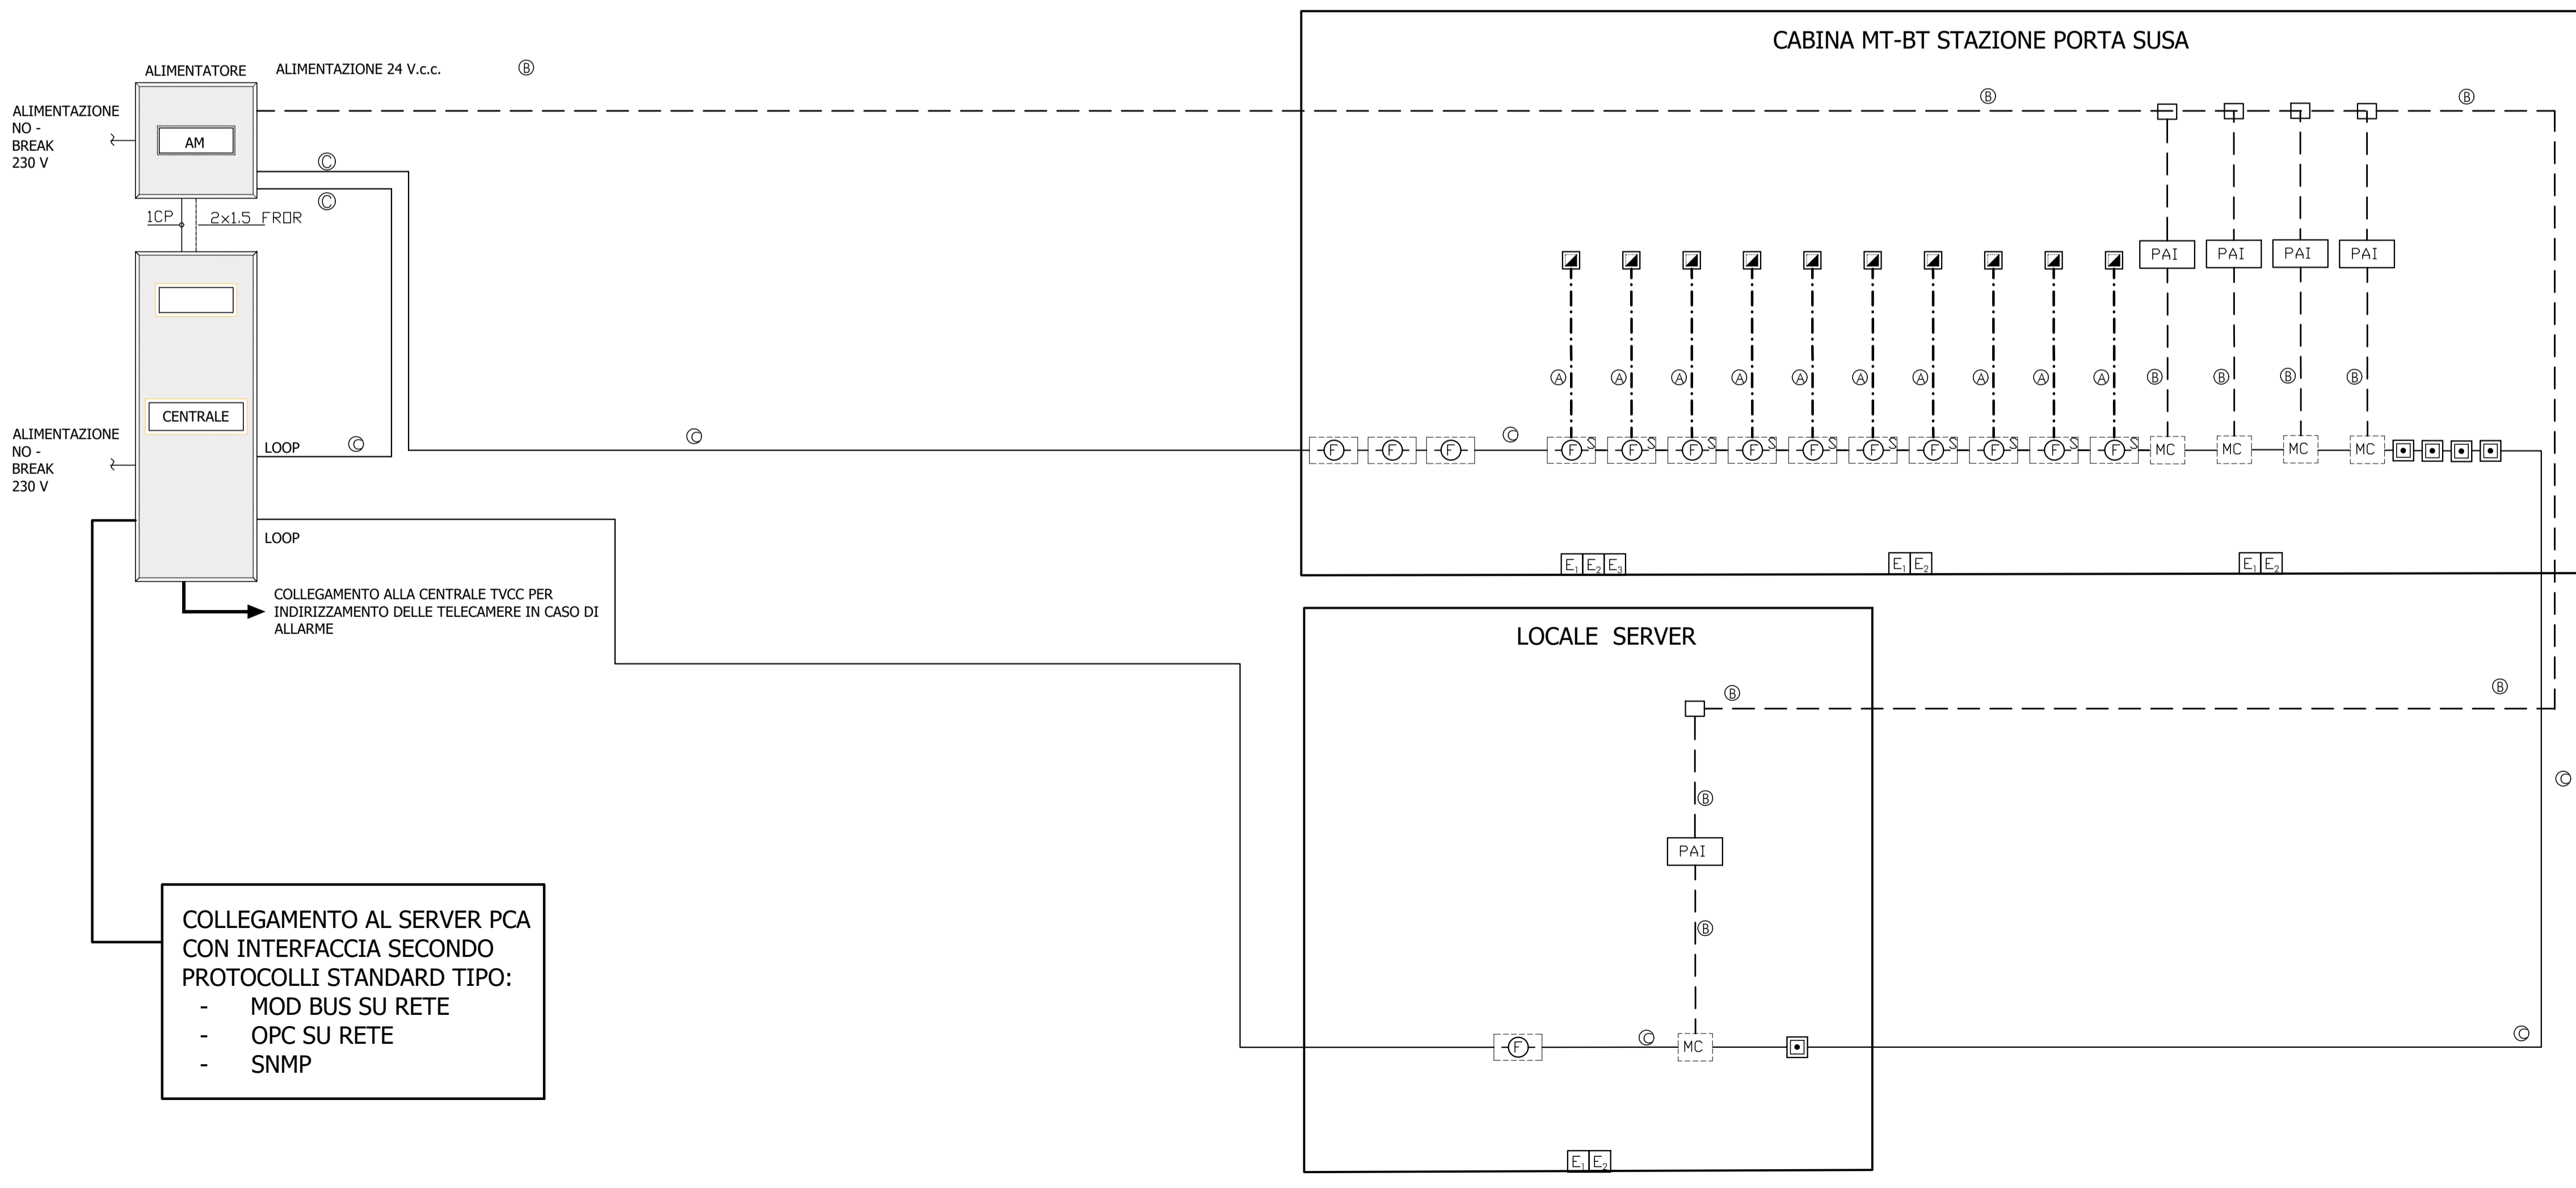 CABINA MT-BT STAZIONE PORTA SUSA
ALIMENTATORE
ALIMENTAZIONE 24 V.c.c.
B
ALIMENTAZIONE
NO -
BREAK
230 V
AM
B
B
C
C
1CP
2x1.5 FROR
PAI
PAI
PAI
PAI
A
A
A
A
A
A
A
A
A
A
B
B
B
B
CENTRALE
ALIMENTAZIONE
NO -
BREAK
230 V
LOOP
C
C
C
F
F
F
F S
F S
F S
F S
F S
F S
F S
F S
F S
F S
MC
MC
MC
MC
LOOP
E1 E2 E3
E1 E2
E1 E2
COLLEGAMENTO ALLA CENTRALE TVCC PER
INDIRIZZAMENTO DELLE TELECAMERE IN CASO DI
ALLARME
LOCALE SERVER
B
B
C
B
PAI
B
COLLEGAMENTO AL SERVER PCA
CON INTERFACCIA SECONDO
PROTOCOLLI STANDARD TIPO:
- MOD BUS SU RETE
- OPC SU RETE
- SNMP
F
C
MC
C
E1 E2